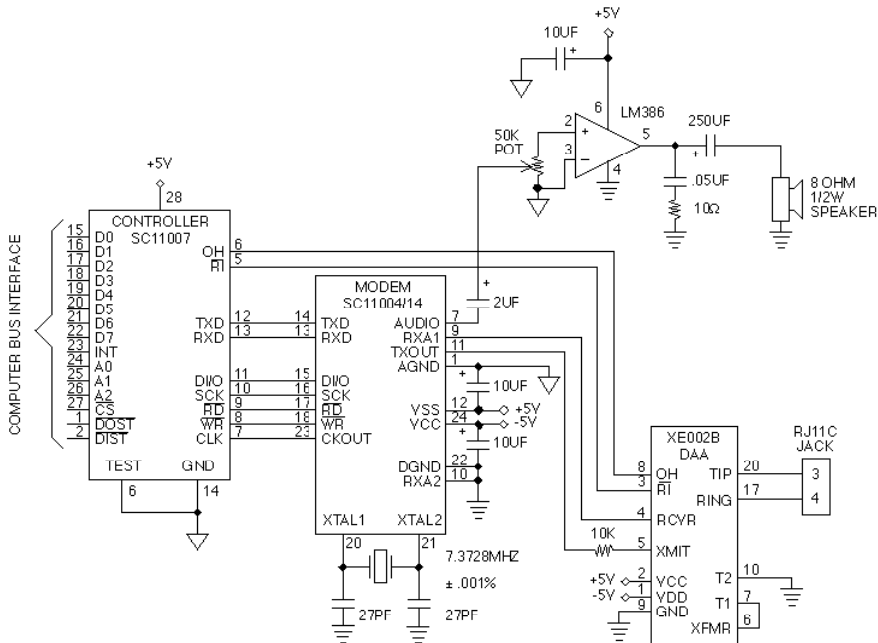 +5V
10UF
+
6
LM386
2
+
3
–
5
4
50K
POT
250UF
+
.05UF
10Ω
8 OHM
1/2W
SPEAKER
+5V
28
CONTROLLER
SC11007
COMPUTER BUS INTERFACE
15 D0
16 D1
17 D2
18 D3
19 D4
20 D5
21 D6
22 D7
23 INT
24 A0
25 A1
26 A2
27 CS
1 DOST
2 DIST
OH 6
RI 5
TXD 12
RXD 13
DI/O 11
SCK 10
RD 9
WR 8
CLK 7
TEST GND
6 14
MODEM
SC11004/14
14 TXD
13 RXD
15 DI/O
16 SCK
17 RD
18 WR
23 CKOUT
AUDIO 7
RXA1 9
TXOUT 11
AGND 1
VSS 12
VCC 24
DGND 22
RXA2 10
XTAL1 XTAL2
20 21
+
2UF
+
10UF
+5V
-5V
+
10UF
7.3728MHZ
± .001%
27PF 27PF
XE002B
DAA
8 OH
3 RI
4 RCYR
10K
5 XMIT
+5V 2 VCC
-5V 1 VDD
9 GND
TIP 20
RING 17
T2 10
T1 7
XFMR 6
RJ11C
JACK
3
4